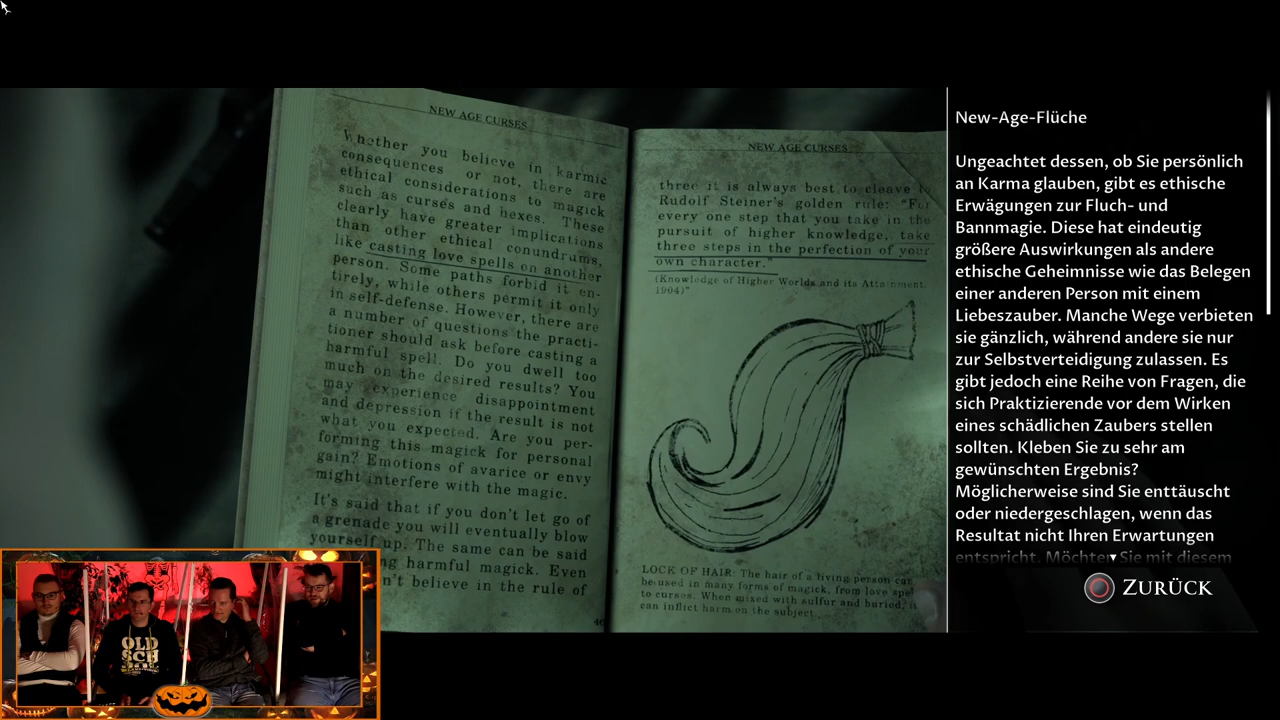 NEW AGE CURSES
Whether you believe in karmic
consequences or not, there are
ethical considerations to magick
such as curses and hexes. These
clearly have greater implications
than other ethical conundrums,
like casting love spells on another
person. Some paths forbid it en-
tirely, while others permit it only
in self-defense. However, there are
a number of questions the practi-
tioner should ask before casting a
harmful spell. Do you dwell too
much on the desired results? You
may experience disappointment
and depression if the result is not
what you expected. Are you per-
forming this magick for personal
gain? Emotions of avarice or envy
might interfere with the magic.
It's said that if you don't let go of
a grenade you will eventually blow
yourself up. The same can be said
harmful magick. Even
believe in the rule of
NEW AGE CURSES
three it is always best to cleave
Rudolf Steiner's golden rule: "For
every one step that you take in the
pursuit of higher knowledge, take
three steps in the perfection of your
own character."
(Knowledge of Higher Worlds and its Attainment,
1904)"
LOCK OF HAIR: The hair of a living person can
be used in many forms of magick, from love
to curses. When mixed with sulfur and buried,
can inflict harm on the subject.
New-Age-Flüche
Ungeachtet dessen, ob Sie persönlich
an Karma glauben, gibt es ethische
Erwägungen zur Fluch- und
Bannmagie. Diese hat eindeutig
größere Auswirkungen als andere
ethische Geheimnisse wie das Belegen
einer anderen Person mit einem
Liebeszauber. Manche Wege verbieten
sie gänzlich, während andere sie nur
zur Selbstverteidigung zulassen. Es
gibt jedoch eine Reihe von Fragen, die
sich Praktizierende vor dem Wirken
eines schädlichen Zaubers stellen
sollten. Kleben Sie zu sehr am
gewünschten Ergebnis?
Möglicherweise sind Sie enttäuscht
oder niedergeschlagen, wenn das
Resultat nicht Ihren Erwartungen
entspricht. Möchten Sie mit diesem
ZURÜCK
OLD
SCH